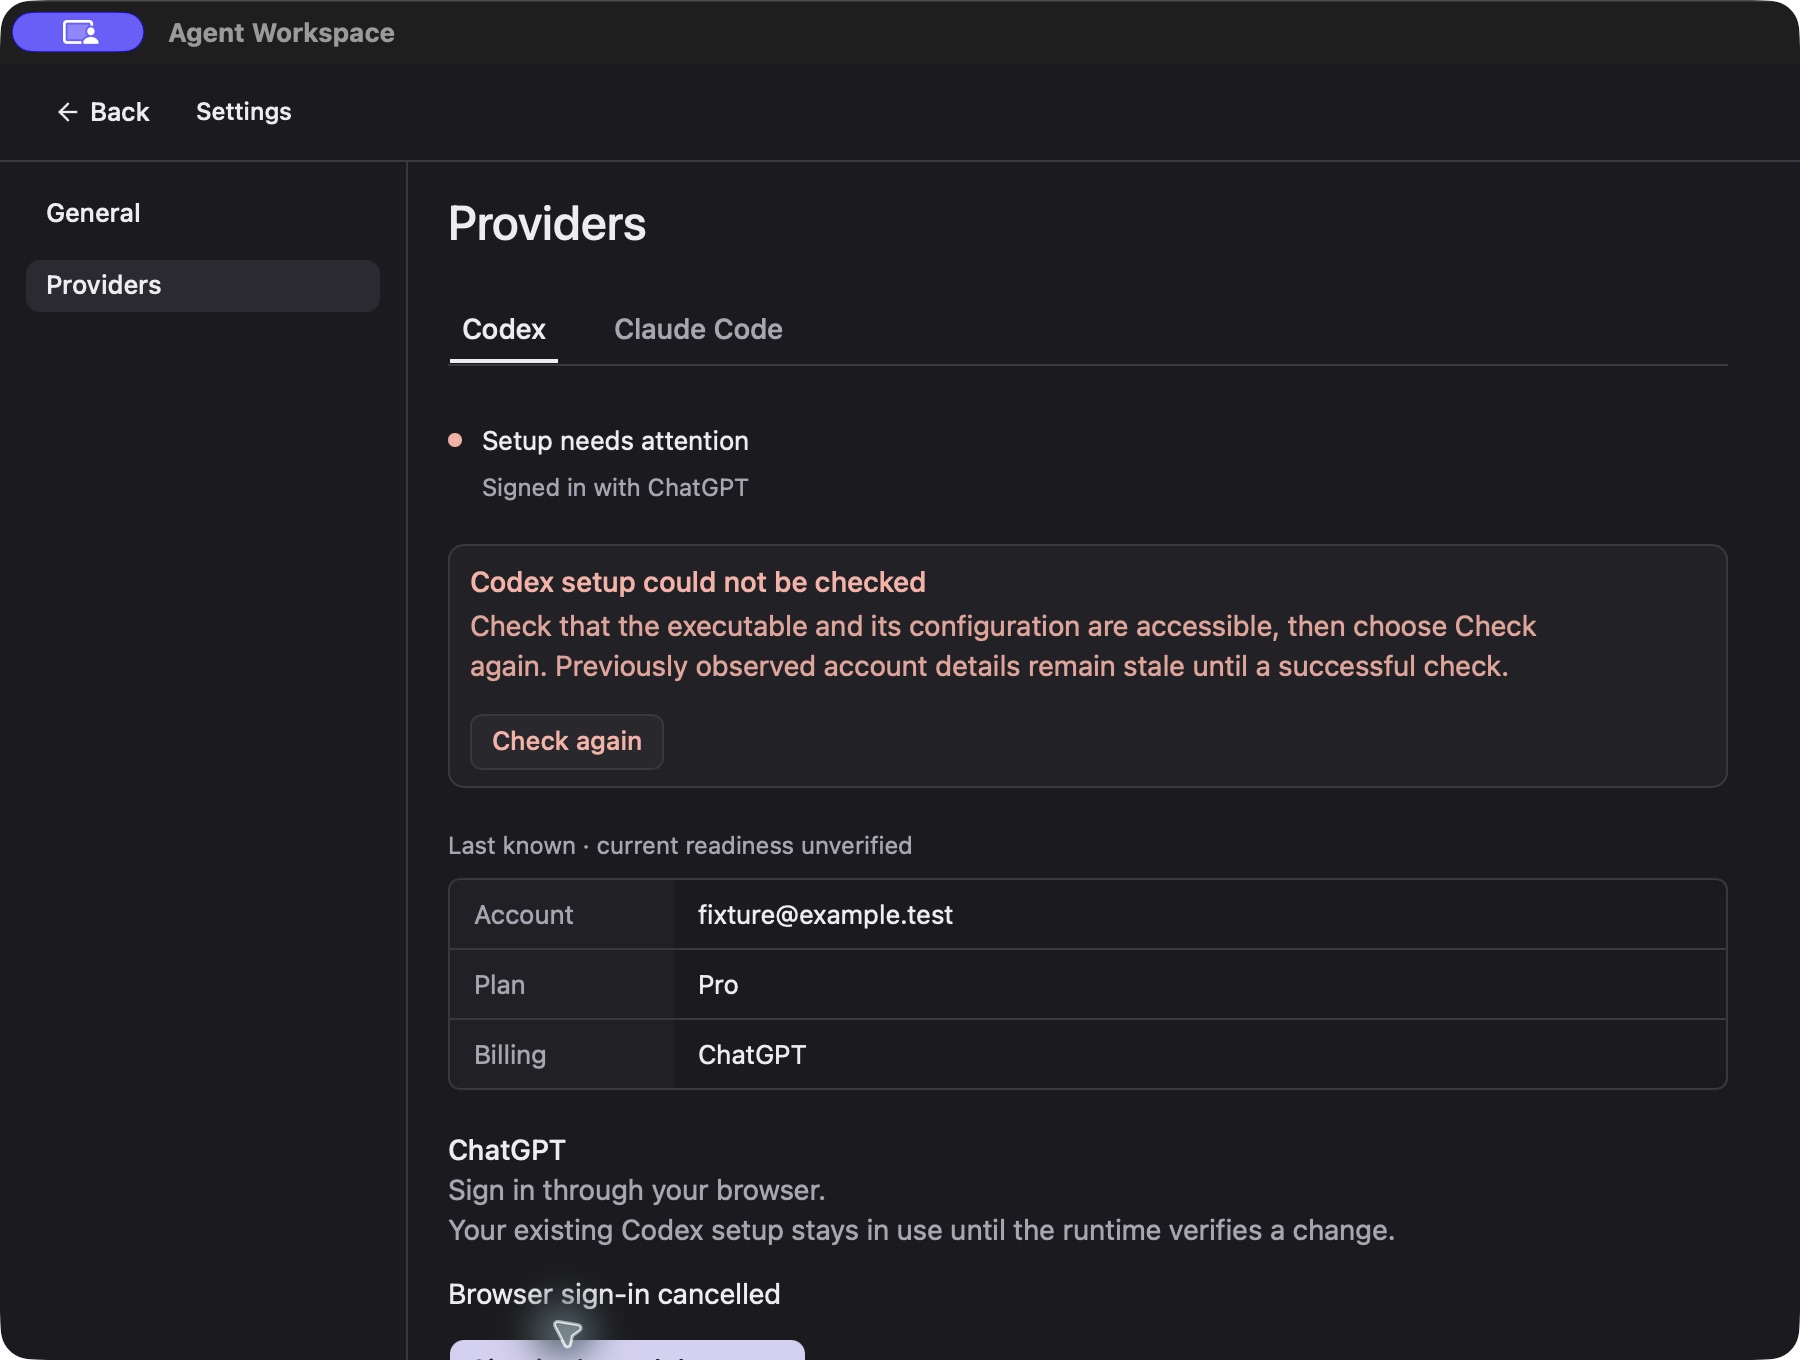 Agent Workspace
Back
Settings
General
Providers
Providers
Codex
Claude Code
Setup needs attention
Signed in with ChatGPT
Codex setup could not be checked
Check that the executable and its configuration are accessible, then choose Check
again. Previously observed account details remain stale until a successful check.
Check again
Last known · current readiness unverified
Account
fixture@example.test
Plan
Pro
Billing
ChatGPT
ChatGPT
Sign in through your browser.
Your existing Codex setup stays in use until the runtime verifies a change.
Browser sign-in cancelled